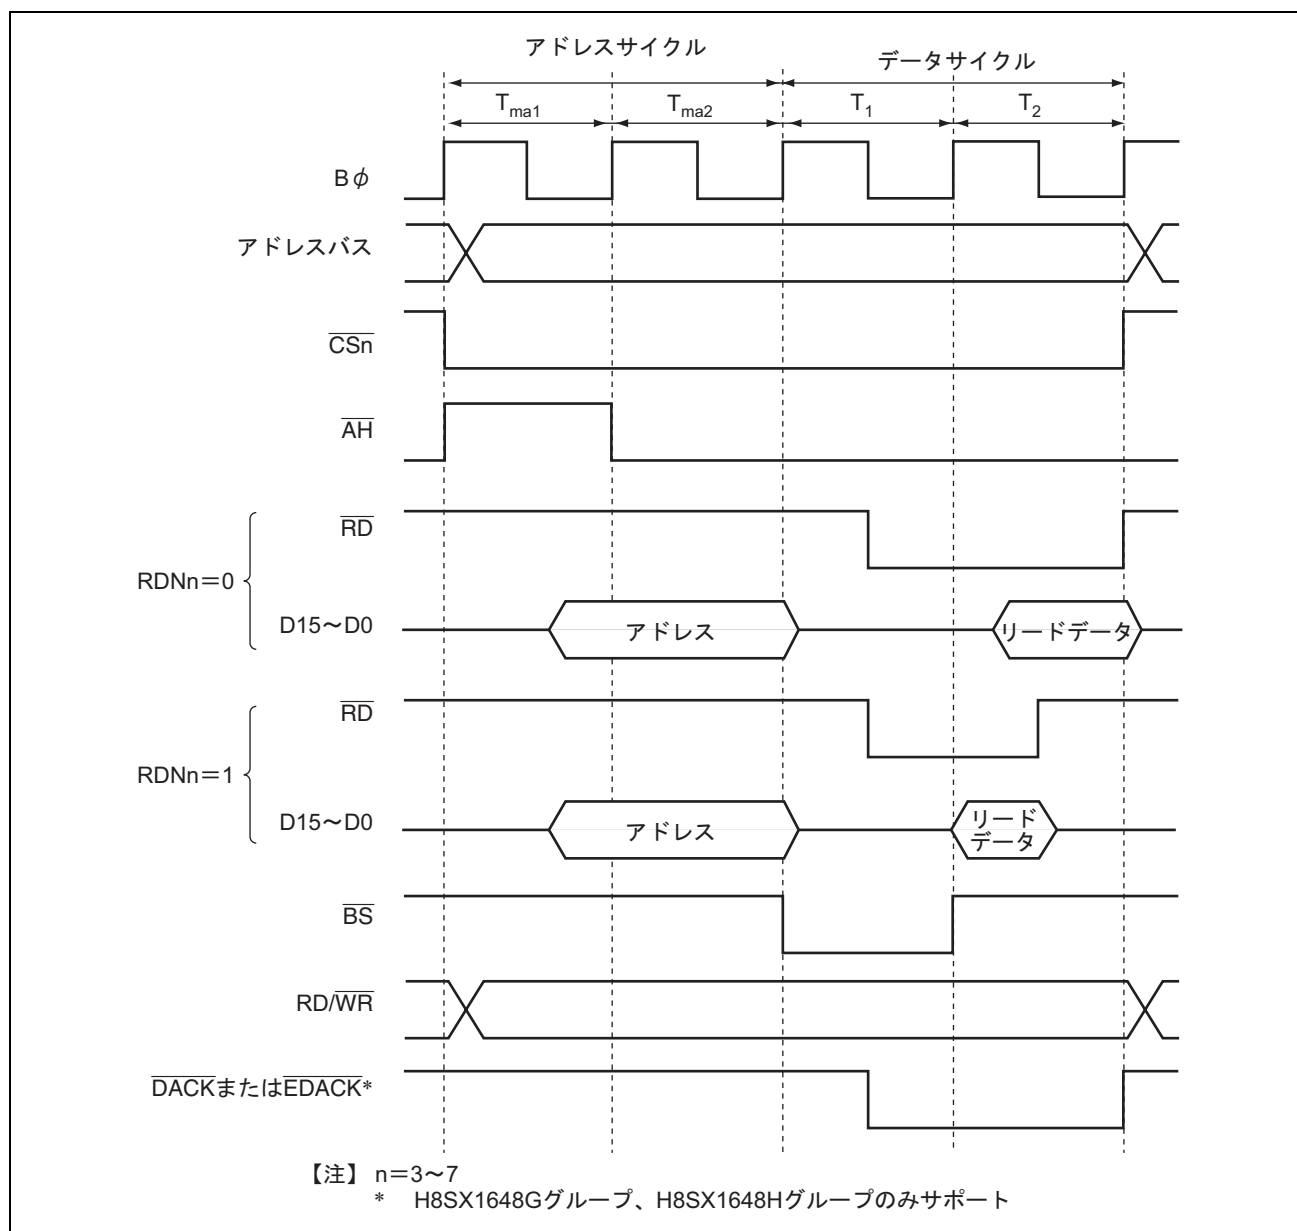 アドレスサイクル
データサイクル
Tma1
Tma2
T1
T2
Bφ
アドレスバス
CSn
AH
RDNn=0
RD
D15～D0
アドレス
リードデータ
RDNn=1
RD
D15～D0
アドレス
リード
データ
BS
RD/WR
DACKまたはEDACK*
【注】 n=3～7
* H8SX1648Gグループ、H8SX1648Hグループのみサポート